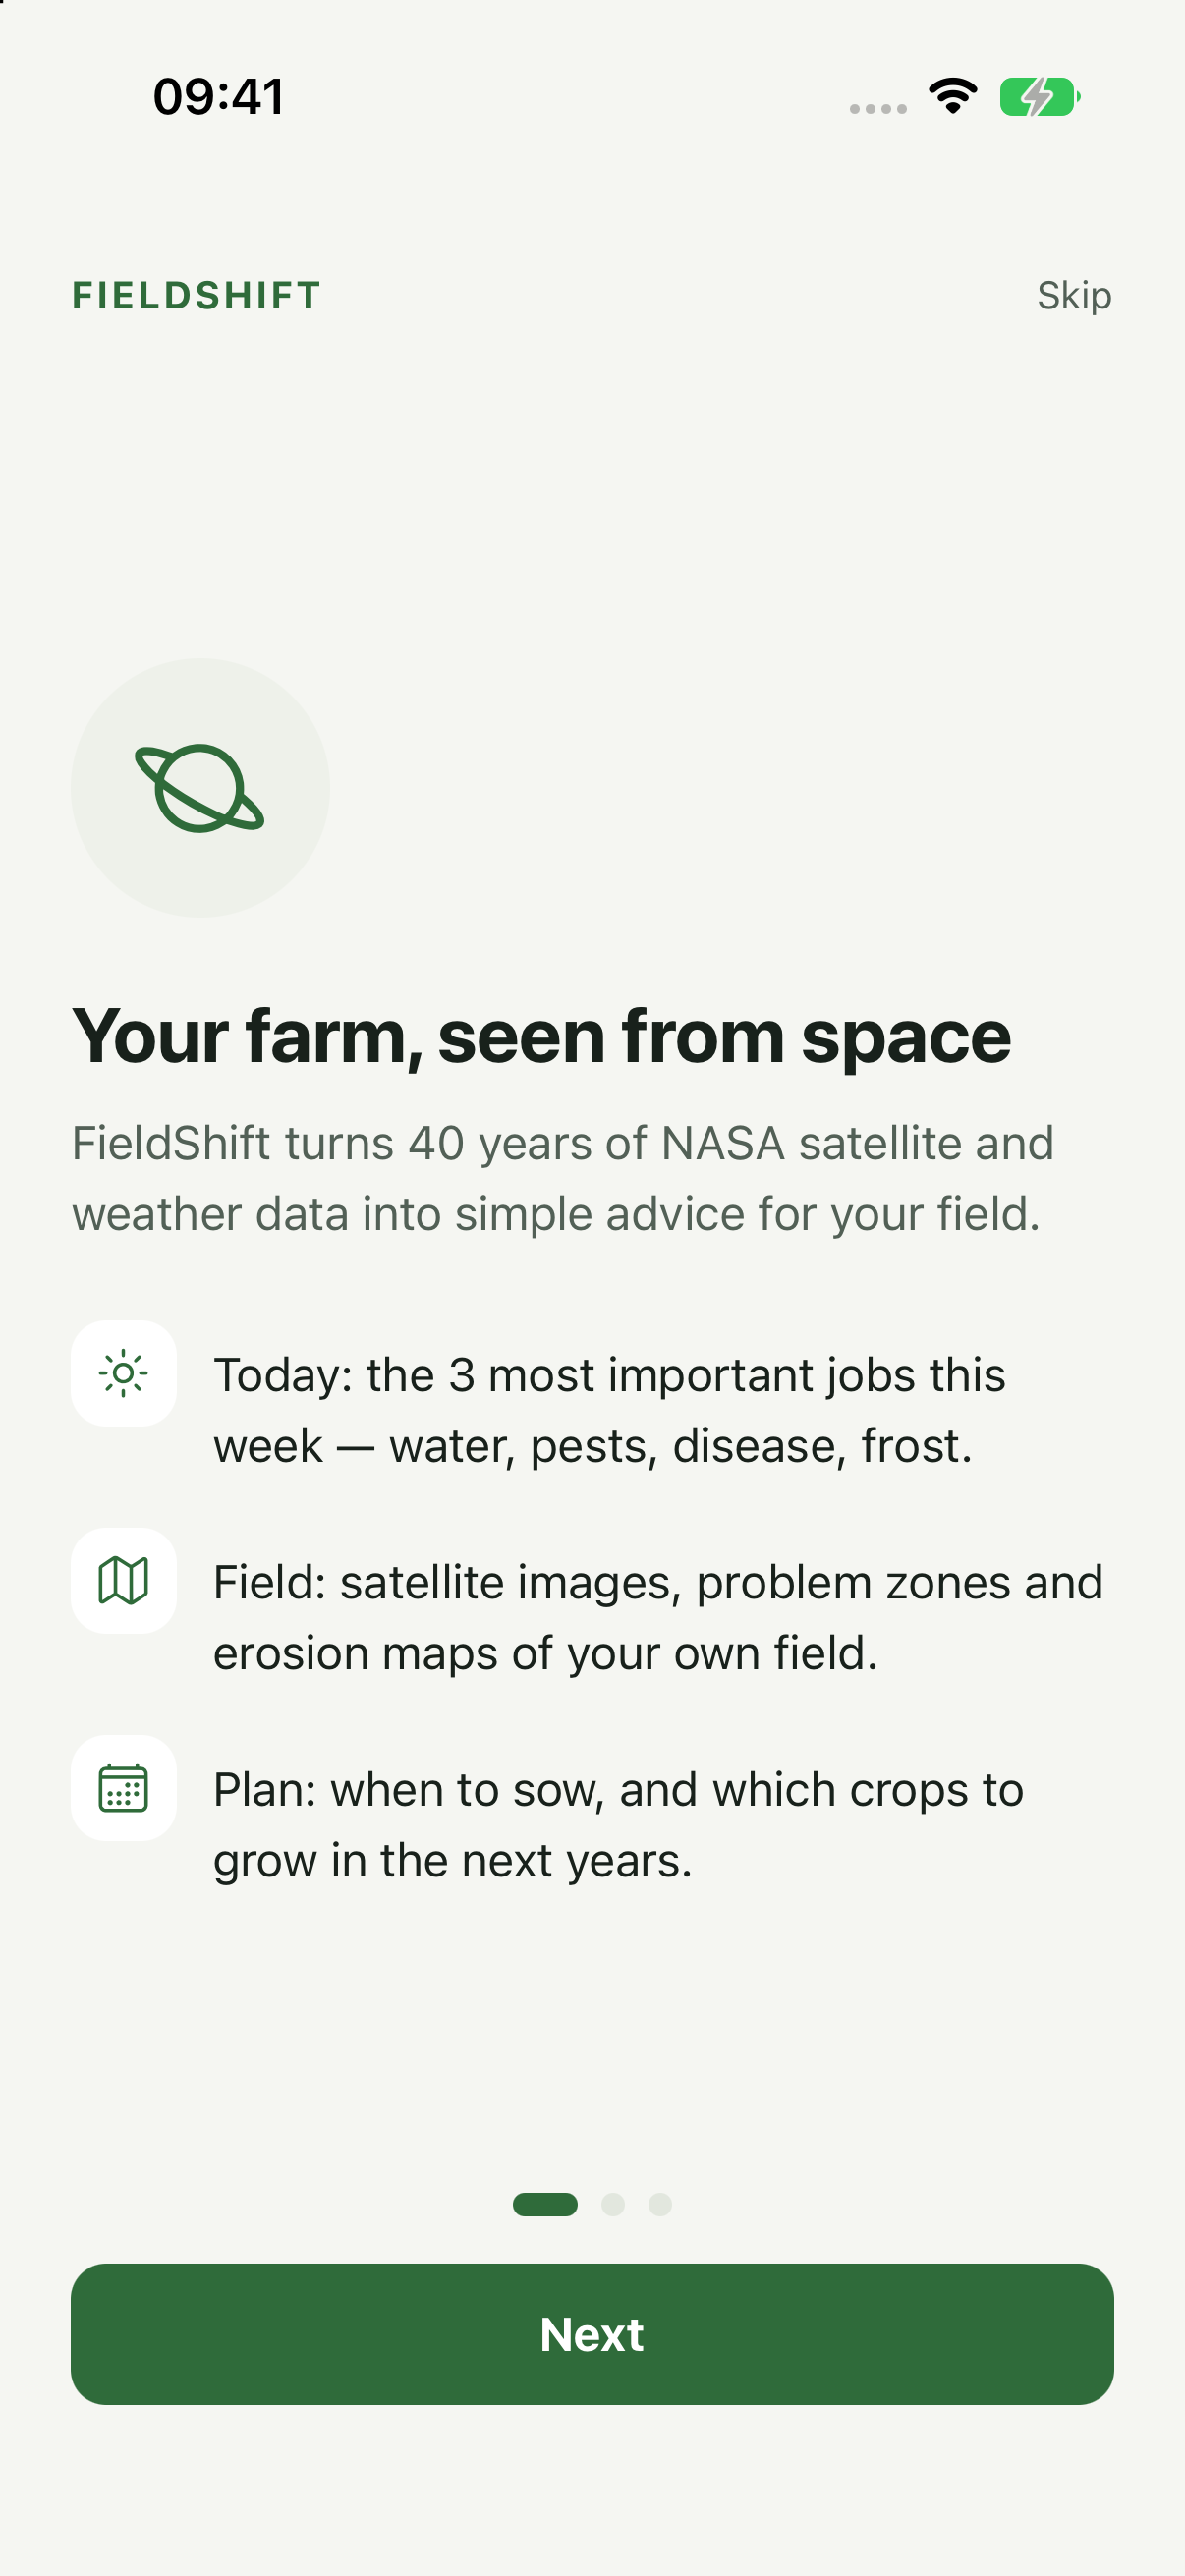 09:41
FIELDSHIFT
Skip
Your farm, seen from space
FieldShift turns 40 years of NASA satellite and
weather data into simple advice for your field.
Today: the 3 most important jobs this
week — water, pests, disease, frost.
Field: satellite images, problem zones and
erosion maps of your own field.
Plan: when to sow, and which crops to
grow in the next years.
Next